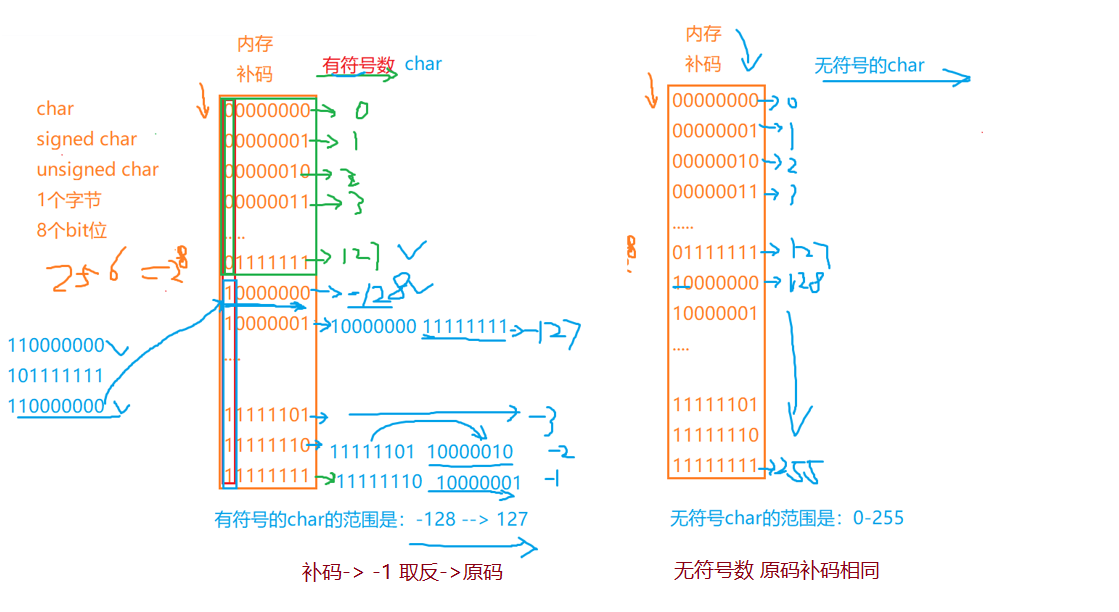 内存
补码
有符号数 char
char
signed char
unsigned char
1个字节
8个bit位
256 = 2^8
110000000
101111111
110000000
00000000 0
00000001 1
00000010 2
00000011 3
.....
01111111 127
10000000 -128
10000001 10000000 11111111 -127
....
11111101 -3
11111110 11111101 10000010 -2
11111111 11111110 10000001 -1
有符号的char的范围是：-128 --> 127
补码-> -1 取反->原码
内存
补码
无符号的char
00000000 0
00000001 1
00000010 2
00000011 3
.....
01111111 127
10000000 128
10000001
....
11111101
11111110
11111111 255
无符号char的范围是：0-255
无符号数 原码补码相同